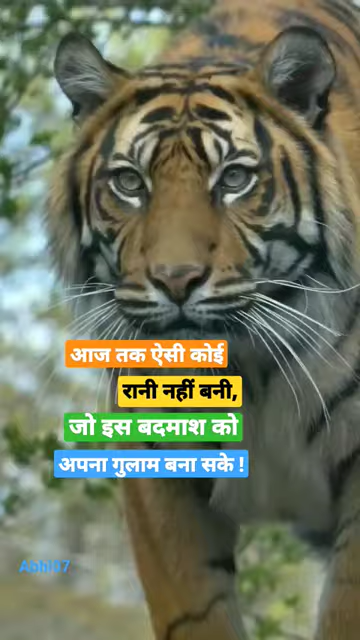 आज तक ऐसी कोई
रानी नहीं बनी,
जो इस बदमाश को
अपना गुलाम बना सके !
Abhi07